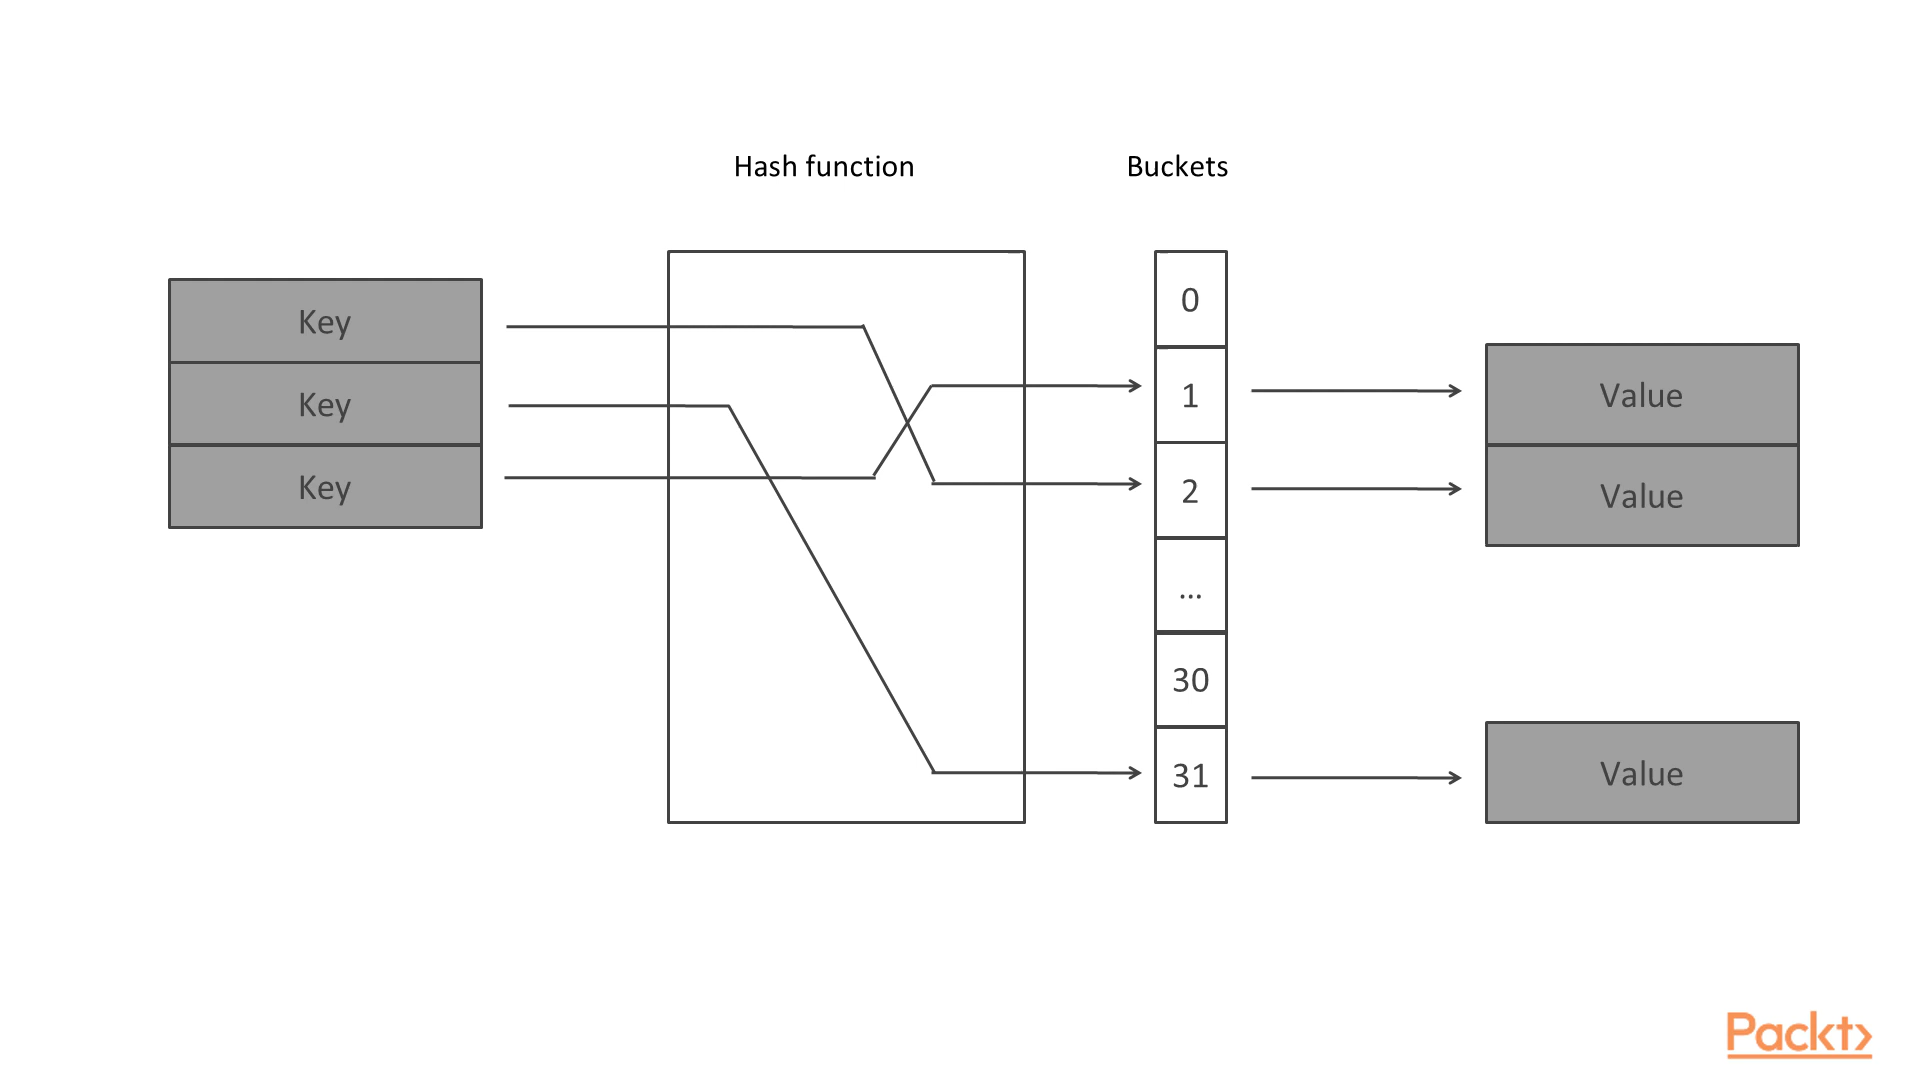 Hash function
Buckets
Key
Key
Key
0
1
2
...
30
31
Value
Value
Value
Packt>